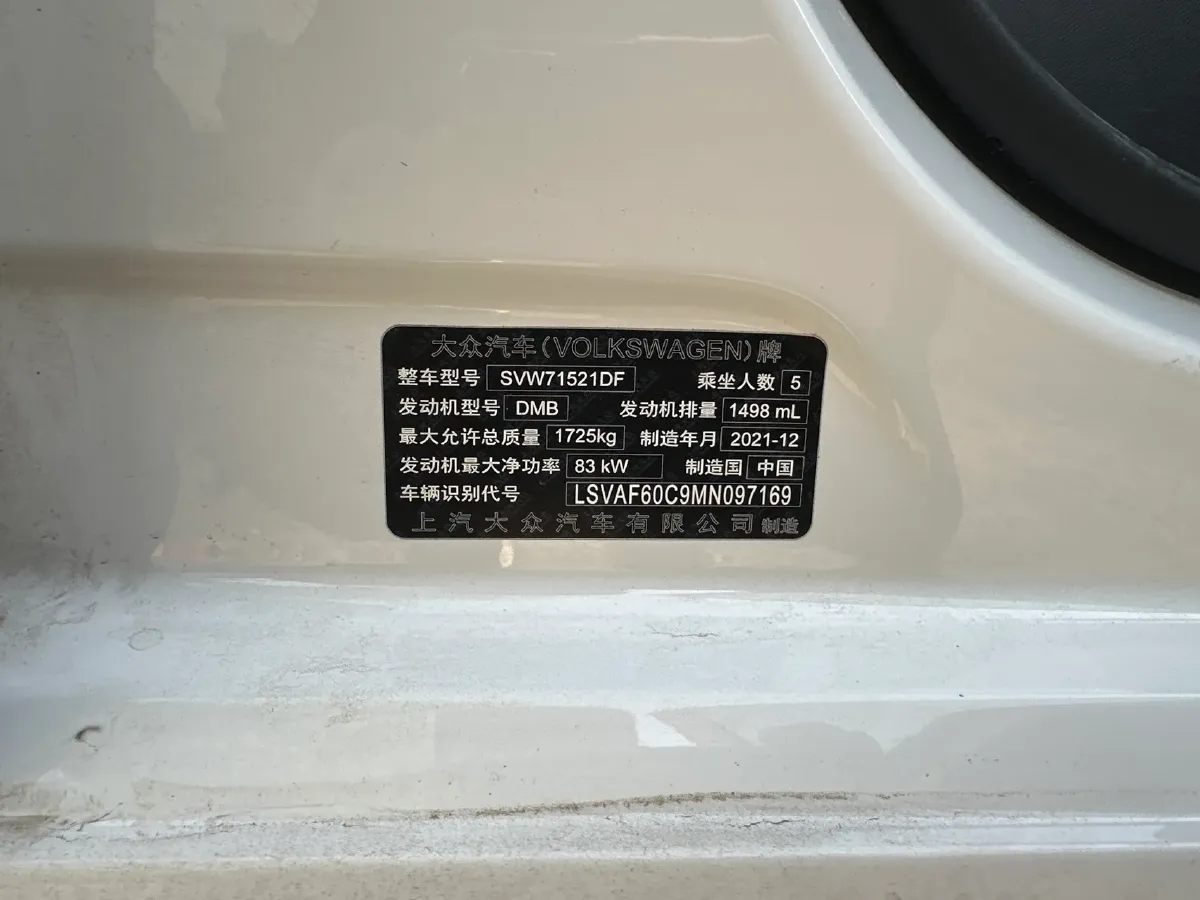 大众汽车(VOLKSWAGEN)牌
整车型号 SVW71521DF 乘坐人数 5
发动机型号 DMB 发动机排量 1498 mL
最大允许总质量 1725kg 制造年月 2021-12
发动机最大净功率 83 kW 制造国 中国
车辆识别代号 LSVAF60C9MN097169
上汽大众汽车有限公司 制造